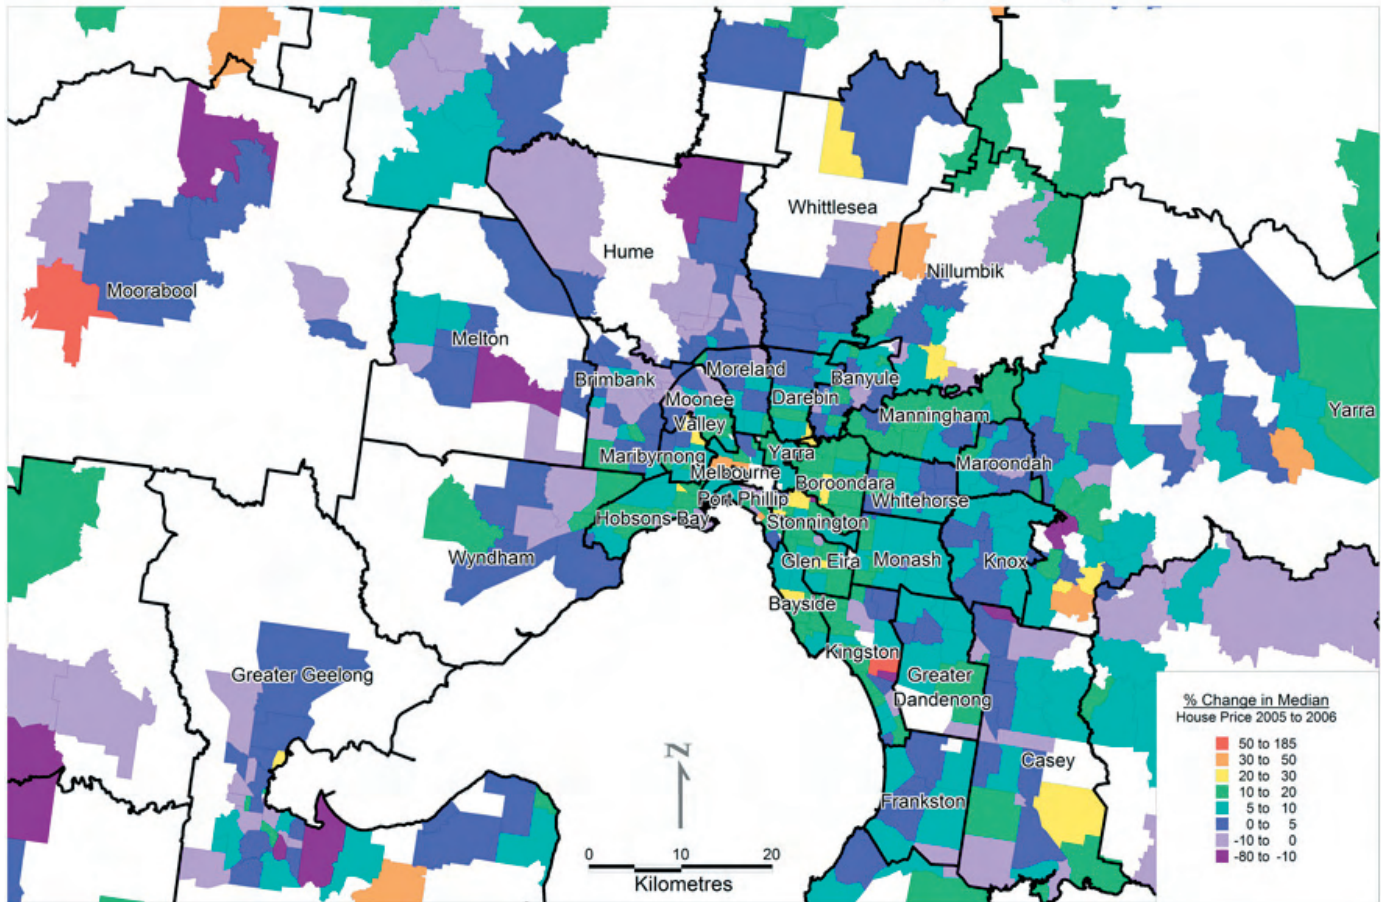 Whittlesea
Hume
Nillumbik
Moorabool
Melton
Brimbank
Moreland
Banyule
Moonee
Valley
Darebin
Manningham
Yarra
Maribyrnong
Yarra
Melbourne
Maroondah
Boroondara
Whitehorse
Port Phillip
Hobsons Bay
Stonnington
Wyndham
Glen Eira
Monash
Knox
Bayside
Kingston
Greater Geelong
Greater
Dandenong
Casey
Frankston
N
0 10 20
Kilometres
% Change in Median
House Price 2005 to 2006
50 to 185
30 to 50
20 to 30
10 to 20
5 to 10
0 to 5
-10 to 0
-80 to -10